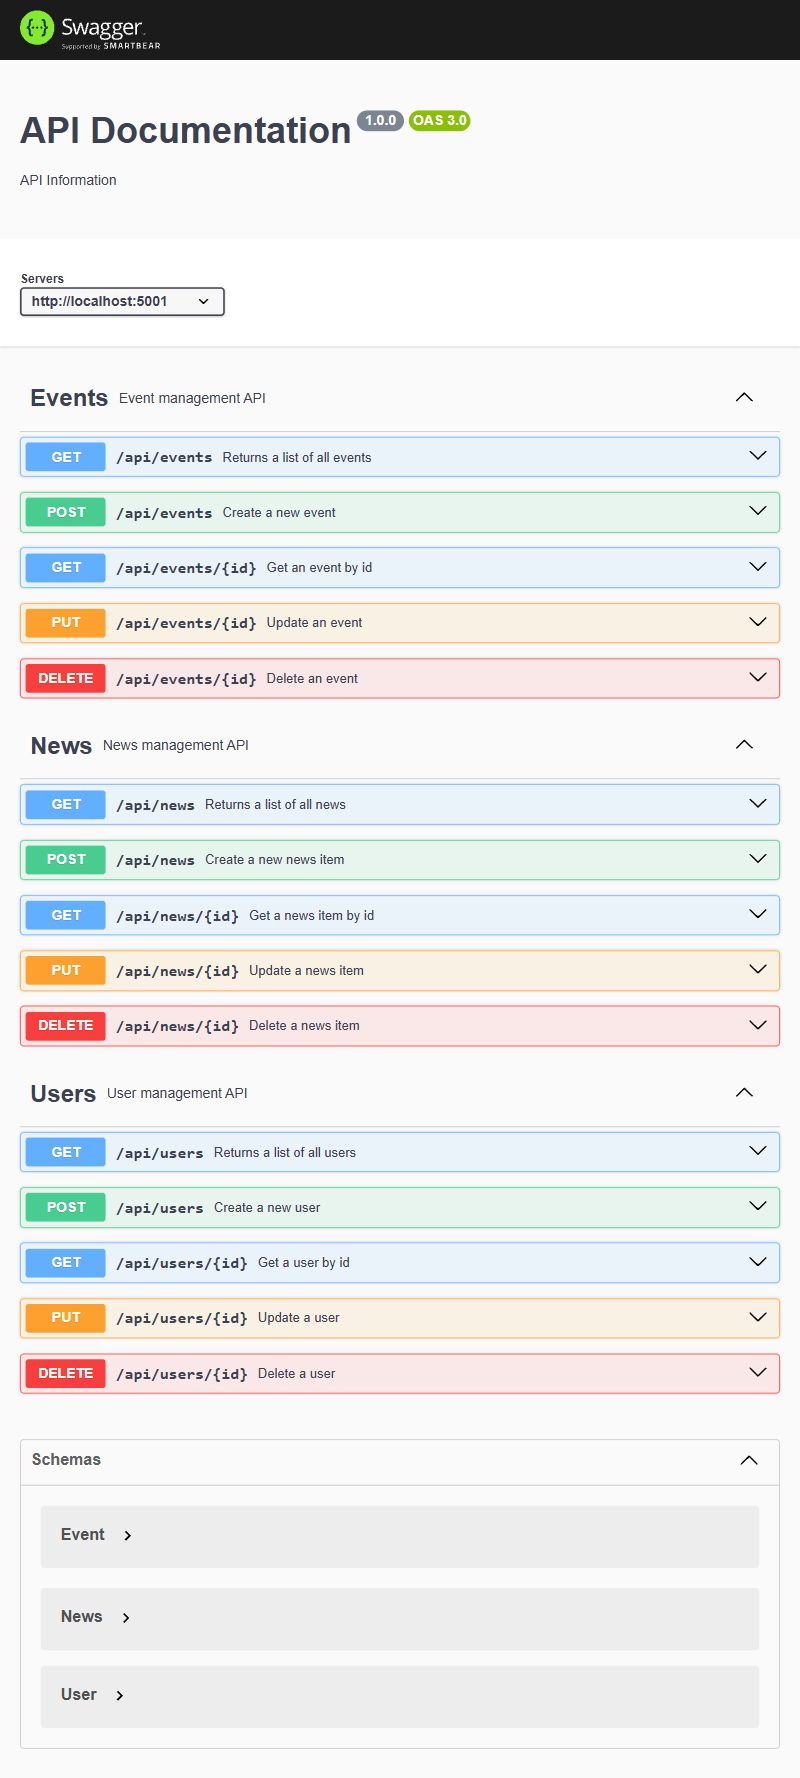 Swagger
Supported by SMARTBEAR
API Documentation 1.0.0 OAS 3.0
API Information
Servers
http://localhost:5001
Events Event management API
GET /api/events Returns a list of all events
POST /api/events Create a new event
GET /api/events/{id} Get an event by id
PUT /api/events/{id} Update an event
DELETE /api/events/{id} Delete an event
News News management API
GET /api/news Returns a list of all news
POST /api/news Create a new news item
GET /api/news/{id} Get a news item by id
PUT /api/news/{id} Update a news item
DELETE /api/news/{id} Delete a news item
Users User management API
GET /api/users Returns a list of all users
POST /api/users Create a new user
GET /api/users/{id} Get a user by id
PUT /api/users/{id} Update a user
DELETE /api/users/{id} Delete a user
Schemas
Event
News
User